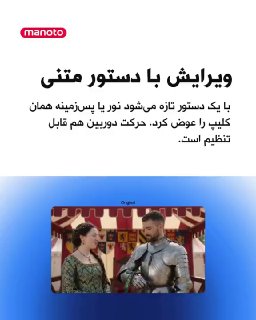 manoto
ویرایش با دستور متنی
با یک دستور تازه می‌شود نور یا پس‌زمینه همان
کلیپ را عوض کرد. حرکت دوربین هم قابل
تنظیم است.
Original